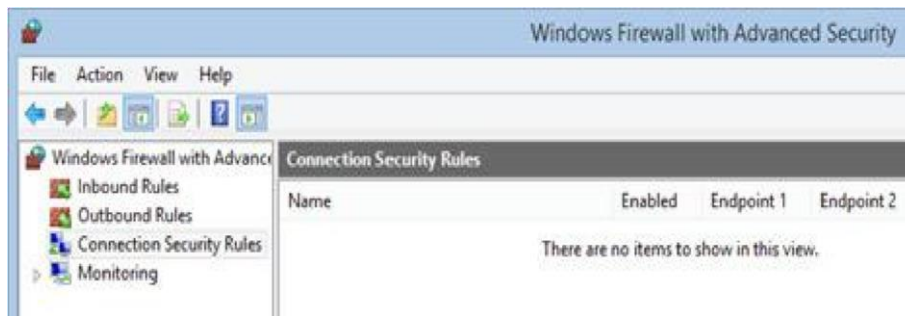 Windows Firewall with Advanced Security
File Action View Help
Windows Firewall with Advance
Inbound Rules
Outbound Rules
Connection Security Rules
Monitoring
Connection Security Rules
Name Enabled Endpoint 1 Endpoint 2
There are no items to show in this view.